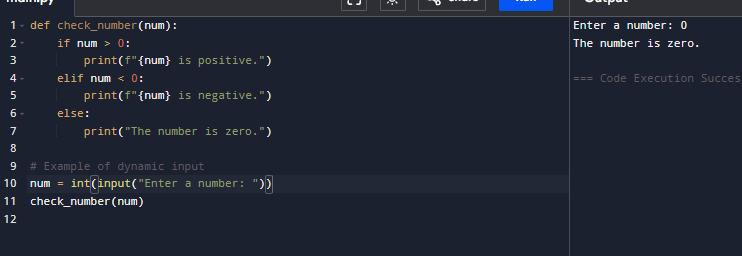 main.py
Share
Run
Output
1 def check_number(num):
2     if num > 0:
3         print(f"{num} is positive.")
4     elif num < 0:
5         print(f"{num} is negative.")
6     else:
7         print("The number is zero.")
8
9 # Example of dynamic input
10 num = int(input("Enter a number: "))
11 check_number(num)
12
Enter a number: 0
The number is zero.
=== Code Execution Succes